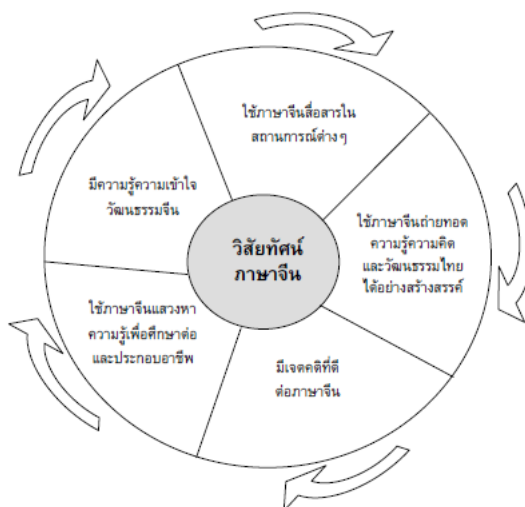 ใช้ภาษาจีนสื่อสารใน
สถานการณ์ต่างๆ
มีความรู้ความเข้าใจ
วัฒนธรรมจีน
ใช้ภาษาจีนถ่ายทอด
ความรู้ความคิด
และวัฒนธรรมไทย
ได้อย่างสร้างสรรค์
วิสัยทัศน์
ภาษาจีน
ใช้ภาษาจีนแสวงหา
ความรู้เพื่อศึกษาต่อ
และประกอบอาชีพ
มีเจตคติที่ดี
ต่อภาษาจีน